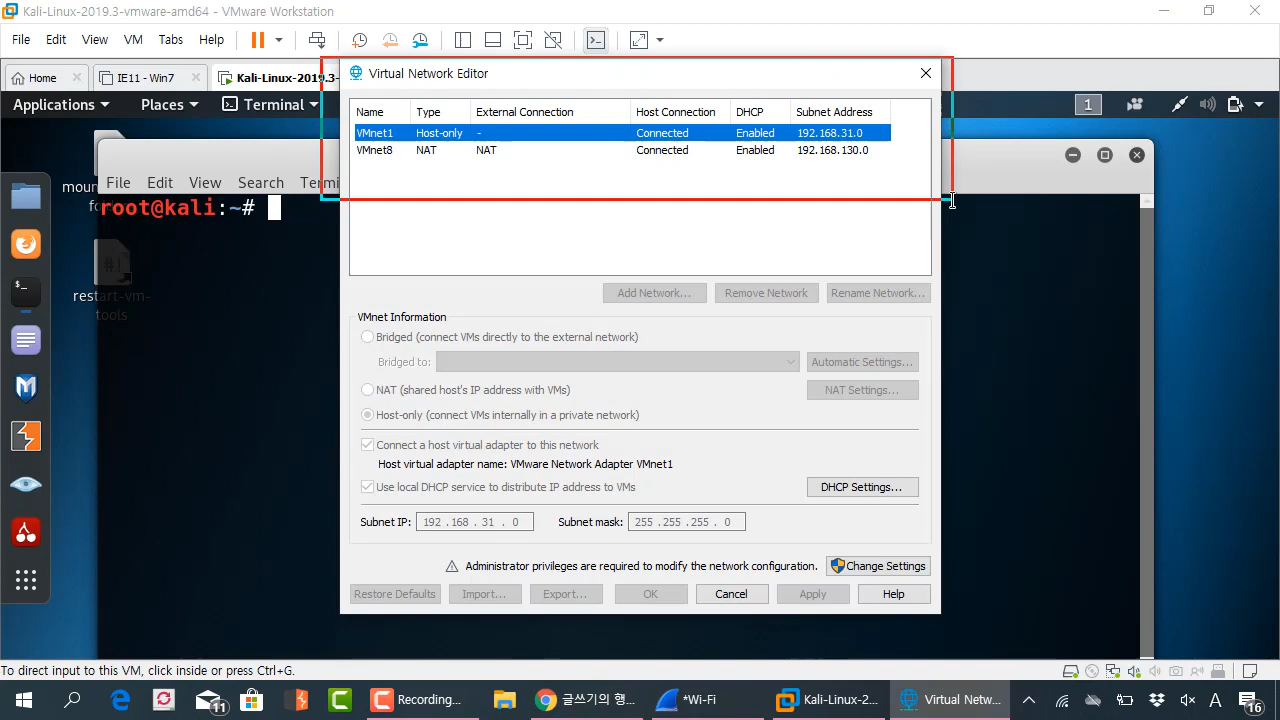 Kali-Linux-2019.3-vmware-amd64 - VMware Workstation
File Edit View VM Tabs Help
Home IE11 - Win7 Kali-Linux-2019.3-
Virtual Network Editor
Applications Places Terminal 1
Name Type External Connection Host Connection DHCP Subnet Address
VMnet1 Host-only - Connected Enabled 192.168.31.0
VMnet8 NAT NAT Connected Enabled 192.168.130.0
File Edit View Search Termi
root@kali:~#
restart-vm-
tools
Add Network... Remove Network Rename Network...
VMnet Information
Bridged (connect VMs directly to the external network)
Bridged to: Automatic Settings...
NAT (shared host's IP address with VMs) NAT Settings...
Host-only (connect VMs internally in a private network)
Connect a host virtual adapter to this network
Host virtual adapter name: VMware Network Adapter VMnet1
Use local DHCP service to distribute IP address to VMs DHCP Settings...
Subnet IP: 192 . 168 . 31 . 0 Subnet mask: 255 . 255 . 255 . 0
Administrator privileges are required to modify the network configuration. Change Settings
Restore Defaults Import... Export... OK Cancel Apply Help
To direct input to this VM, click inside or press Ctrl+G.
11 Recording... 글쓰기의 행... *Wi-Fi Kali-Linux-2... Virtual Netw... A 16